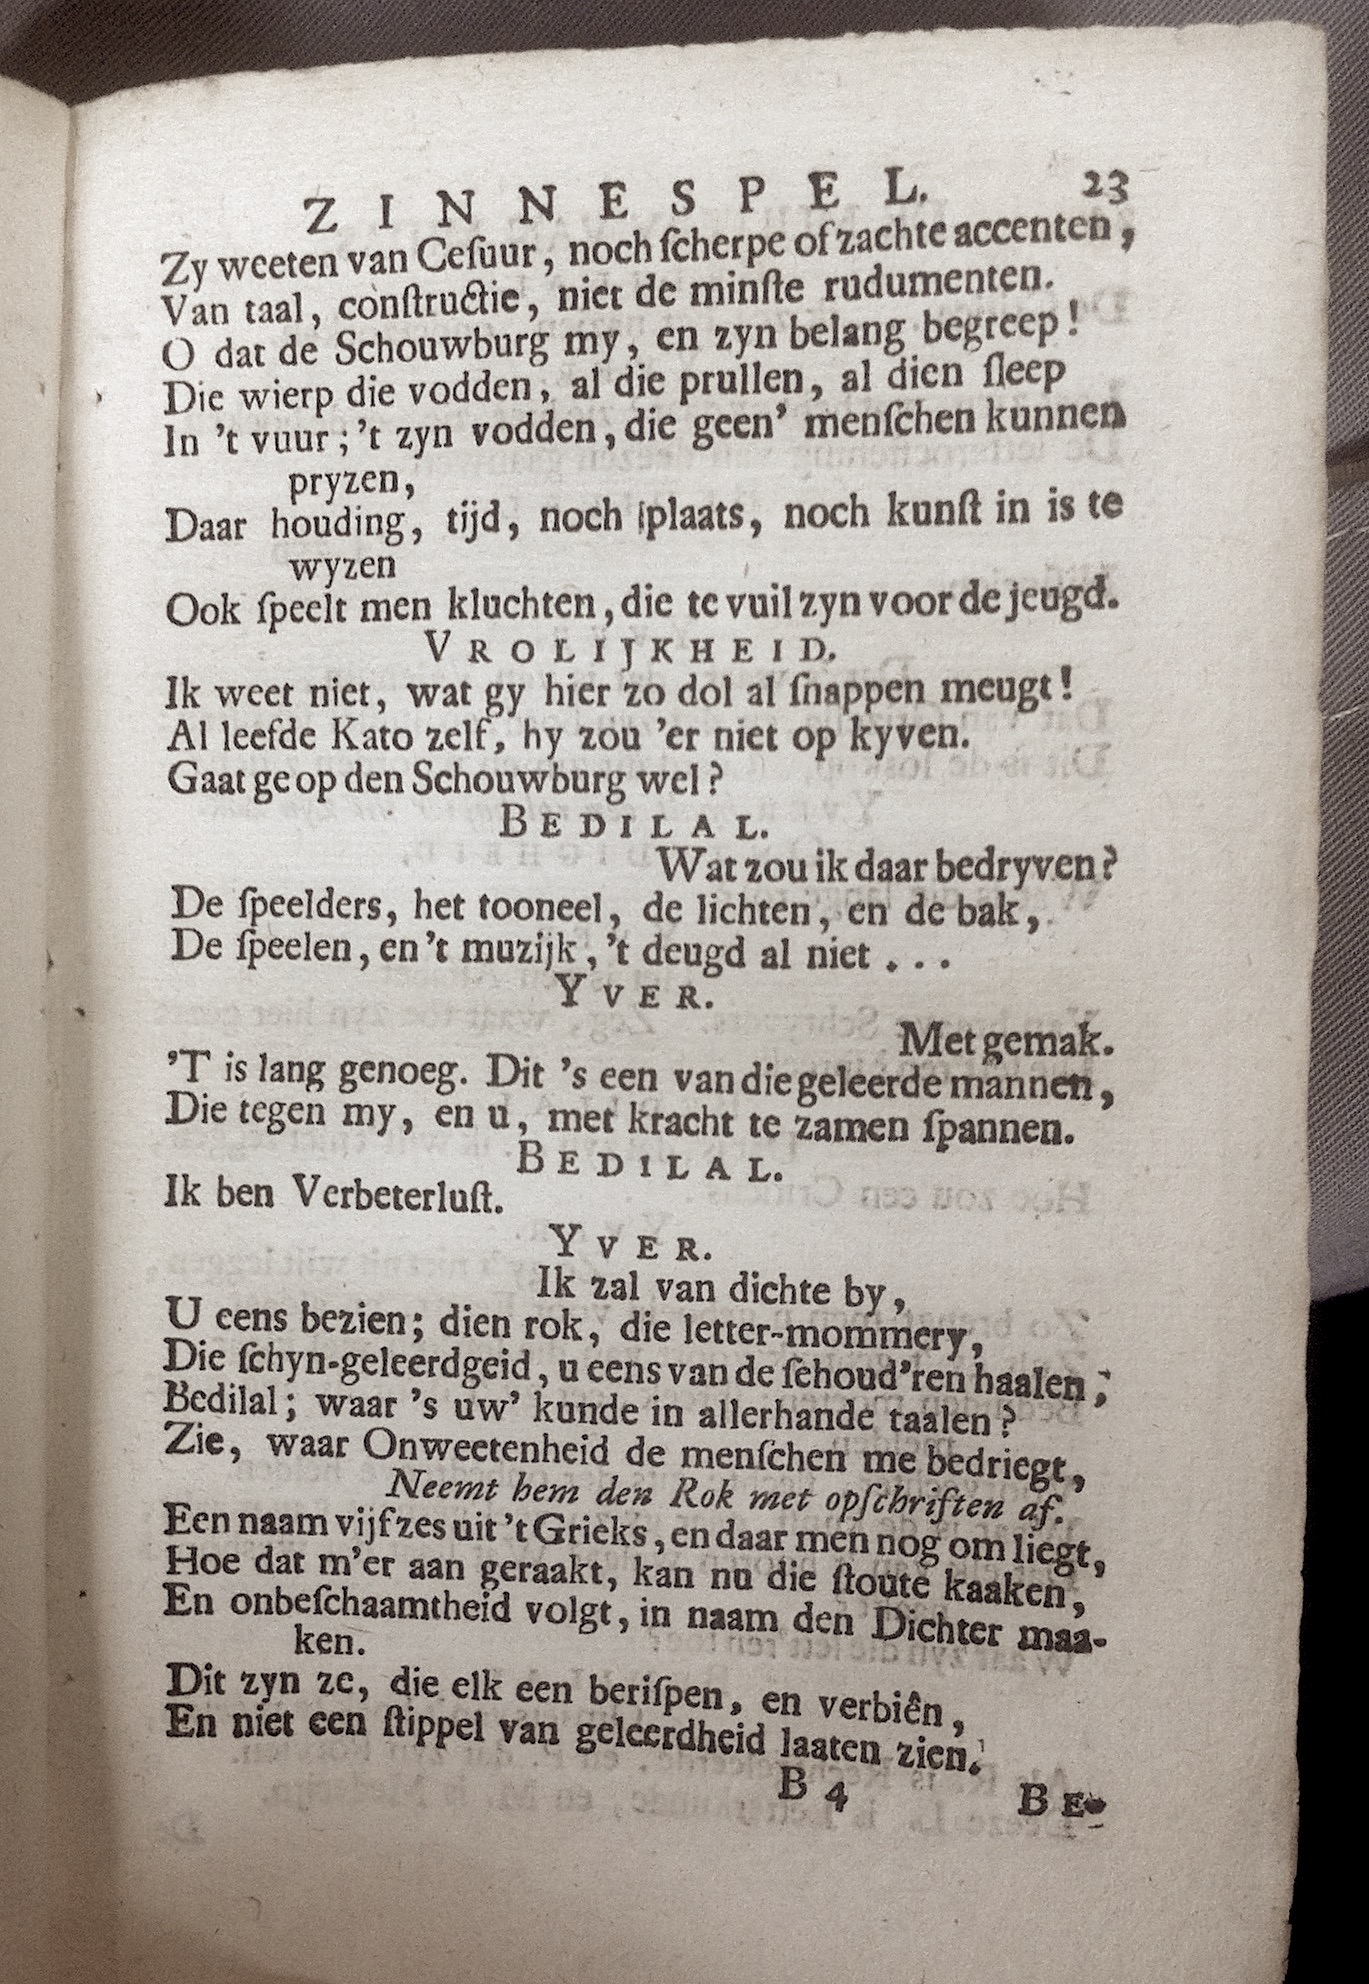 ZINNESPEL. 23
Zy weeten van Ceſuur, noch ſcherpe of zachte accenten,
Van taal, conſtructie, niet de minſte rudumenten.
O dat de Schouwburg my, en zyn belang begreep!
Die wierp die vodden, al die prullen, al dien ſleep
In 't vuur; 't zyn vodden, die geen' menſchen kunnen
pryzen,
Daar houding, tijd, noch plaats, noch kunſt in is te
wyzen
Ook ſpeelt men kluchten, die te vuil zyn voor de jeugd.
VROLIJKHEID.
Ik weet niet, wat gy hier zo dol al ſnappen meugt!
Al leefde Kato zelf, hy zou 'er niet op kyven.
Gaat ge op den Schouwburg wel?
BEDILAL.
Wat zou ik daar bedryven?
De ſpeelders, het tooneel, de lichten, en de bak,
De ſpeelen, en 't muzijk, 't deugd al niet . . .
YVER.
Met gemak.
'T is lang genoeg. Dit 's een van die geleerde mannen,
Die tegen my, en u, met kracht te zamen ſpannen.
BEDILAL.
Ik ben Verbeterluſt.
YVER.
Ik zal van dichte by,
U eens bezien; dien rok, die letter-mommery,
Die ſchyn-geleerdgeid, u eens van de ſehoud'ren haalen;
Bedilal; waar 's uw' kunde in allerhande taalen?
Zie, waar Onweetenheid de menſchen me bedriegt,
Neemt hem den Rok met opſchriften af.
Een naam vijf zes uit 't Grieks, en daar men nog om liegt,
Hoe dat m'er aan geraakt, kan nu die ſtoute kaaken,
En onbeſchaamtheid volgt, in naam den Dichter maa-
ken.
Dit zyn ze, die elk een beriſpen, en verbiên,
En niet een ſtippel van geleerdheid laaten zien.
B 4 BE-